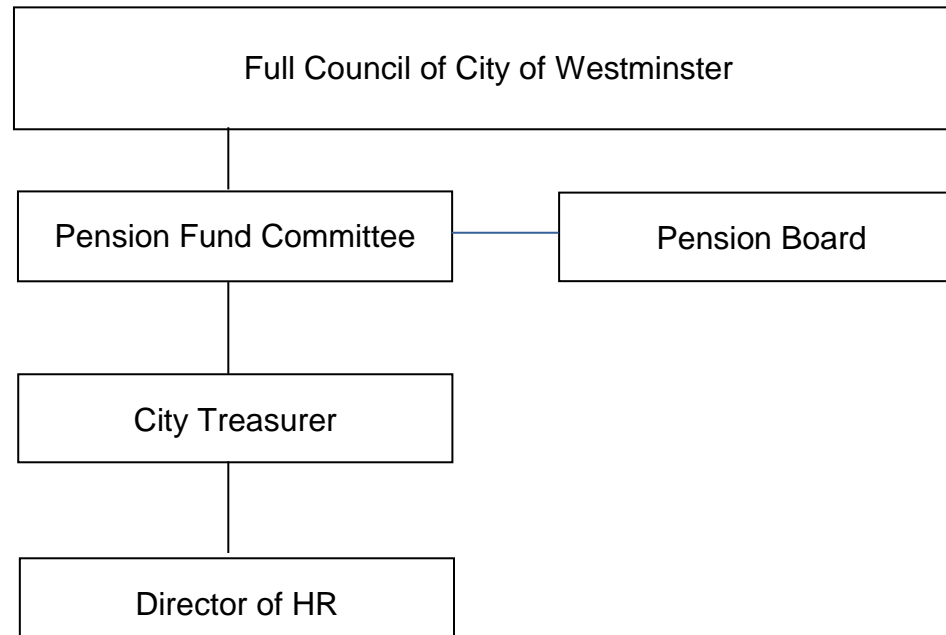 Full Council of City of Westminster
Pension Fund Committee
Pension Board
City Treasurer
Director of HR